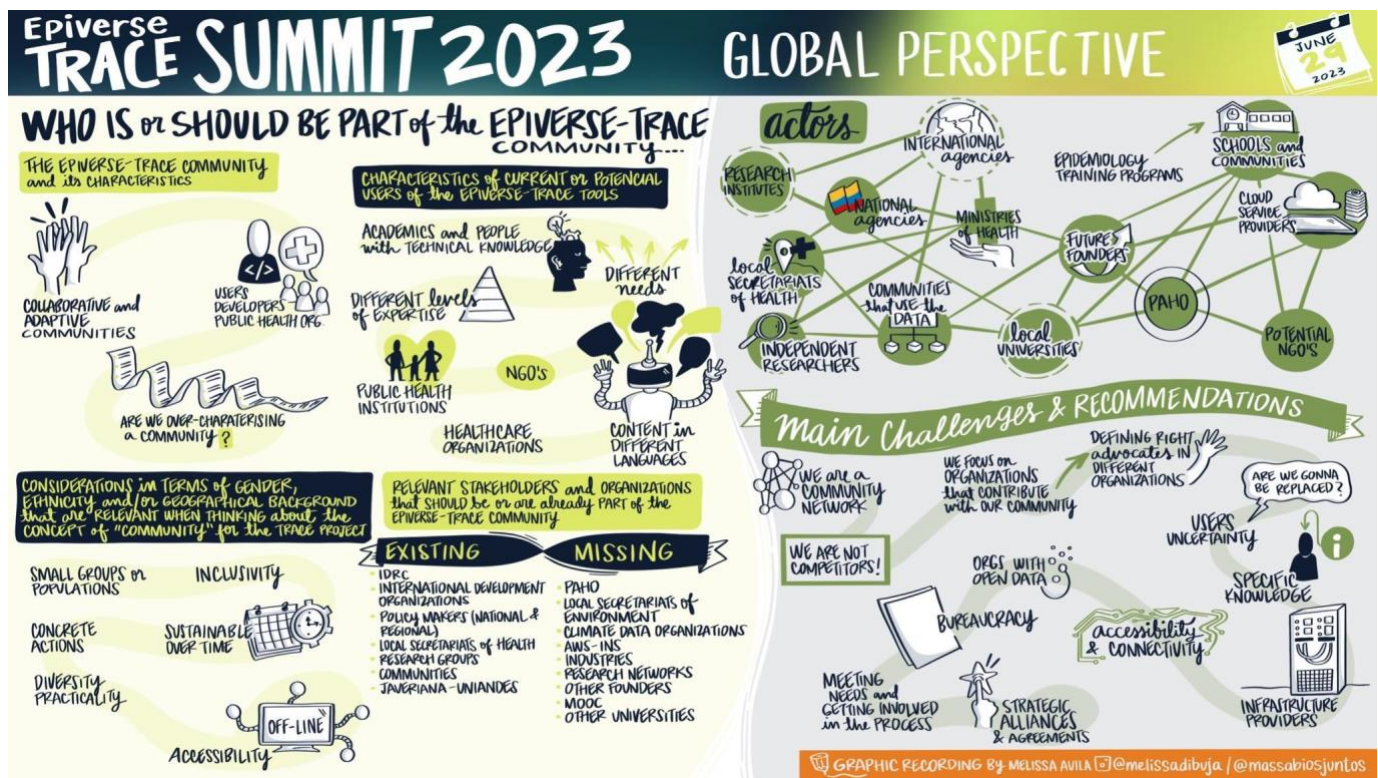 Epiverse
TRACE SUMMIT 2023
GLOBAL PERSPECTIVE
JUNE
29
2023
WHO IS or SHOULD BE PART of the EPIVERSE-TRACE
COMMUNITY...
THE EPIVERSE-TRACE COMMUNITY
and its CHARACTERISTICS
COLLABORATIVE and
ADAPTIVE
COMMUNITIES
</>
USERS
DEVELOPERS
PUBLIC HEALTH ORG.
ARE WE OVER-CHARATERISING
a COMMUNITY?
CHARACTERISTICS of CURRENT or POTENCIAL
USERS of the EPIVERSE-TRACE TOOLS
ACADEMICS and PEOPLE
with TECHNICAL KNOWLEDGE
DIFFERENT
needs
DIFFERENT levels
of EXPERTISE
PUBLIC HEALTH
INSTITUTIONS
NGO's
HEALTHCARE
ORGANIZATIONS
CONTENT in
DIFFERENT
LANGUAGES
CONSIDERATIONS in TERMS of GENDER,
ETHNICITY and/or GEOGRAPHICAL BACKGROUND
that are RELEVANT WHEN THINKING about the
CONCEPT of "COMMUNITY" for the TRACE PROJECT
SMALL GROUPS or
POPULATIONS
INCLUSIVITY
CONCRETE
ACTIONS
SUSTAINABLE
OVER TIME
DIVERSITY
PRACTICALITY
OFF-LINE
ACCESSIBILITY
RELEVANT STAKEHOLDERS and ORGANIZATIONS
that SHOULD be or are already PART of the
EPIVERSE-TRACE COMMUNITY
EXISTING
IDRC
INTERNATIONAL DEVELOPMENT
ORGANIZATIONS
POLICY MAKERS (NATIONAL &
REGIONAL)
LOCAL SECRETARIATS of HEALTH
RESEARCH GROUPS
COMMUNITIES
JAVERIANA-UNIANDES
MISSING
PAHO
LOCAL SECRETARIATS of
ENVIRONMENT
CLIMATE DATA ORGANIZATIONS
AWS-INS
INDUSTRIES
RESEARCH NETWORKS
OTHER FOUNDERS
MOOC
OTHER UNIVERSITIES
actors
INTERNATIONAL
agencies
RESEARCH
INSTITUTES
NATIONAL
agencies
MINISTRIES
of HEALTH
EPIDEMIOLOGY
TRAINING PROGRAMS
SCHOOLS and
COMMUNITIES
CLOUD
SERVICE
PROVIDERS
FUTURE
FOUNDERS
local
SECRETARIATS
of HEALTH
COMMUNITIES
that USE the
DATA
PAHO
INDEPENDENT
RESEARCHERS
local
UNIVERSITIES
POTENTIAL
NGO'S
Main Challenges & RECOMMENDATIONS
WE ARE a
COMMUNITY
NETWORK
WE FOCUS on
ORGANIZATIONS
that CONTRIBUTE
with OUR COMMUNITY
DEFINING RIGHT
advocates IN
DIFFERENT
ORGANIZATIONS
ARE WE GONNA
BE REPLACED?
USERS
UNCERTAINTY
i
SPECIFIC
KNOWLEDGE
WE ARE NOT
COMPETITORS!
ORGS WITH
OPEN DATA
BUREAUCRACY
accessibility
& CONNECTIVITY
MEETING
NEEDS and
GETTING INVOLVED
in the PROCESS
STRATEGIC
ALLIANCES
& AGREEMENTS
INFRASTRUCTURE
PROVIDERS
GRAPHIC RECORDING BY MELISSA AVILA @melissadibuja / @massabiosjuntos